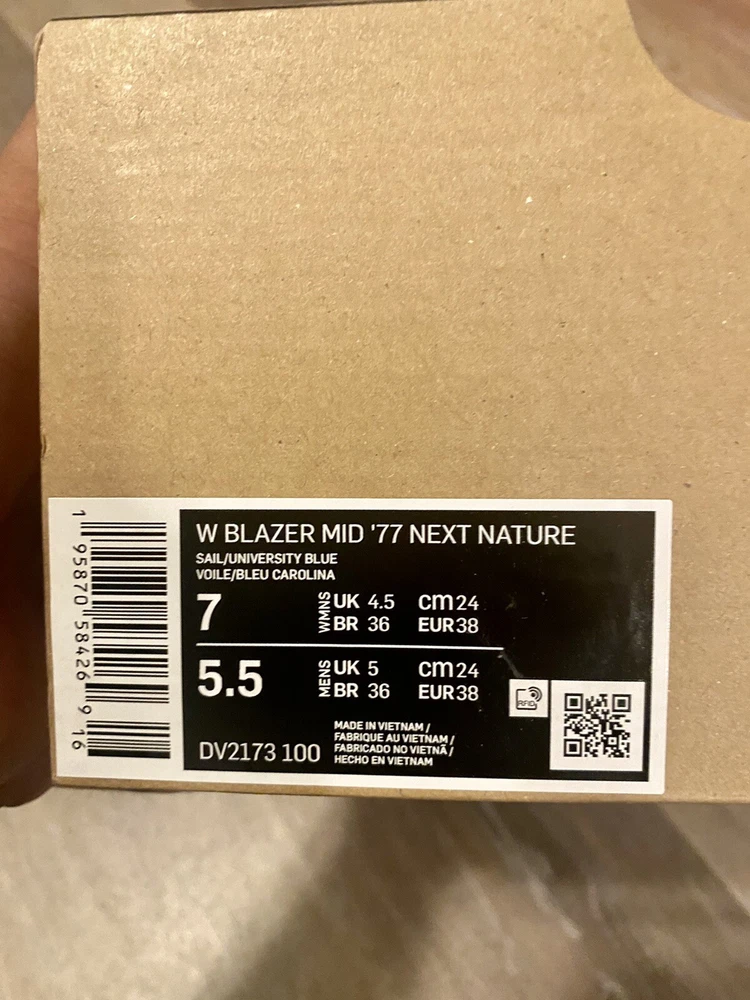 1 95870 58426 9 16
W BLAZER MID '77 NEXT NATURE
SAIL/UNIVERSITY BLUE
VOILE/BLEU CAROLINA
7 WMNS UK 4.5 cm 24
BR 36 EUR 38
5.5 MENS UK 5 cm 24
BR 36 EUR 38
RFID
DV2173 100
MADE IN VIETNAM /
FABRIQUE AU VIETNAM /
FABRICADO NO VIETNÃ /
HECHO EN VIETNAM